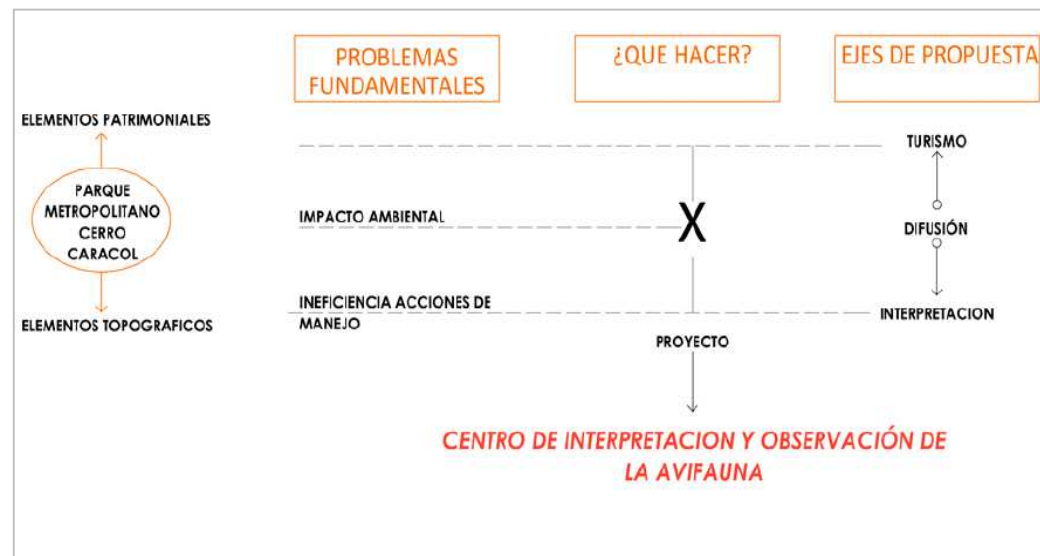 PROBLEMAS
FUNDAMENTALES
¿QUE HACER?
EJES DE PROPUESTA
ELEMENTOS PATRIMONIALES
PARQUE
METROPOLITANO
CERRO
CARACOL
ELEMENTOS TOPOGRAFICOS
IMPACTO AMBIENTAL
INEFICIENCIA ACCIONES DE
MANEJO
X
PROYECTO
TURISMO
DIFUSIÓN
INTERPRETACION
CENTRO DE INTERPRETACION Y OBSERVACIÓN DE
LA AVIFAUNA